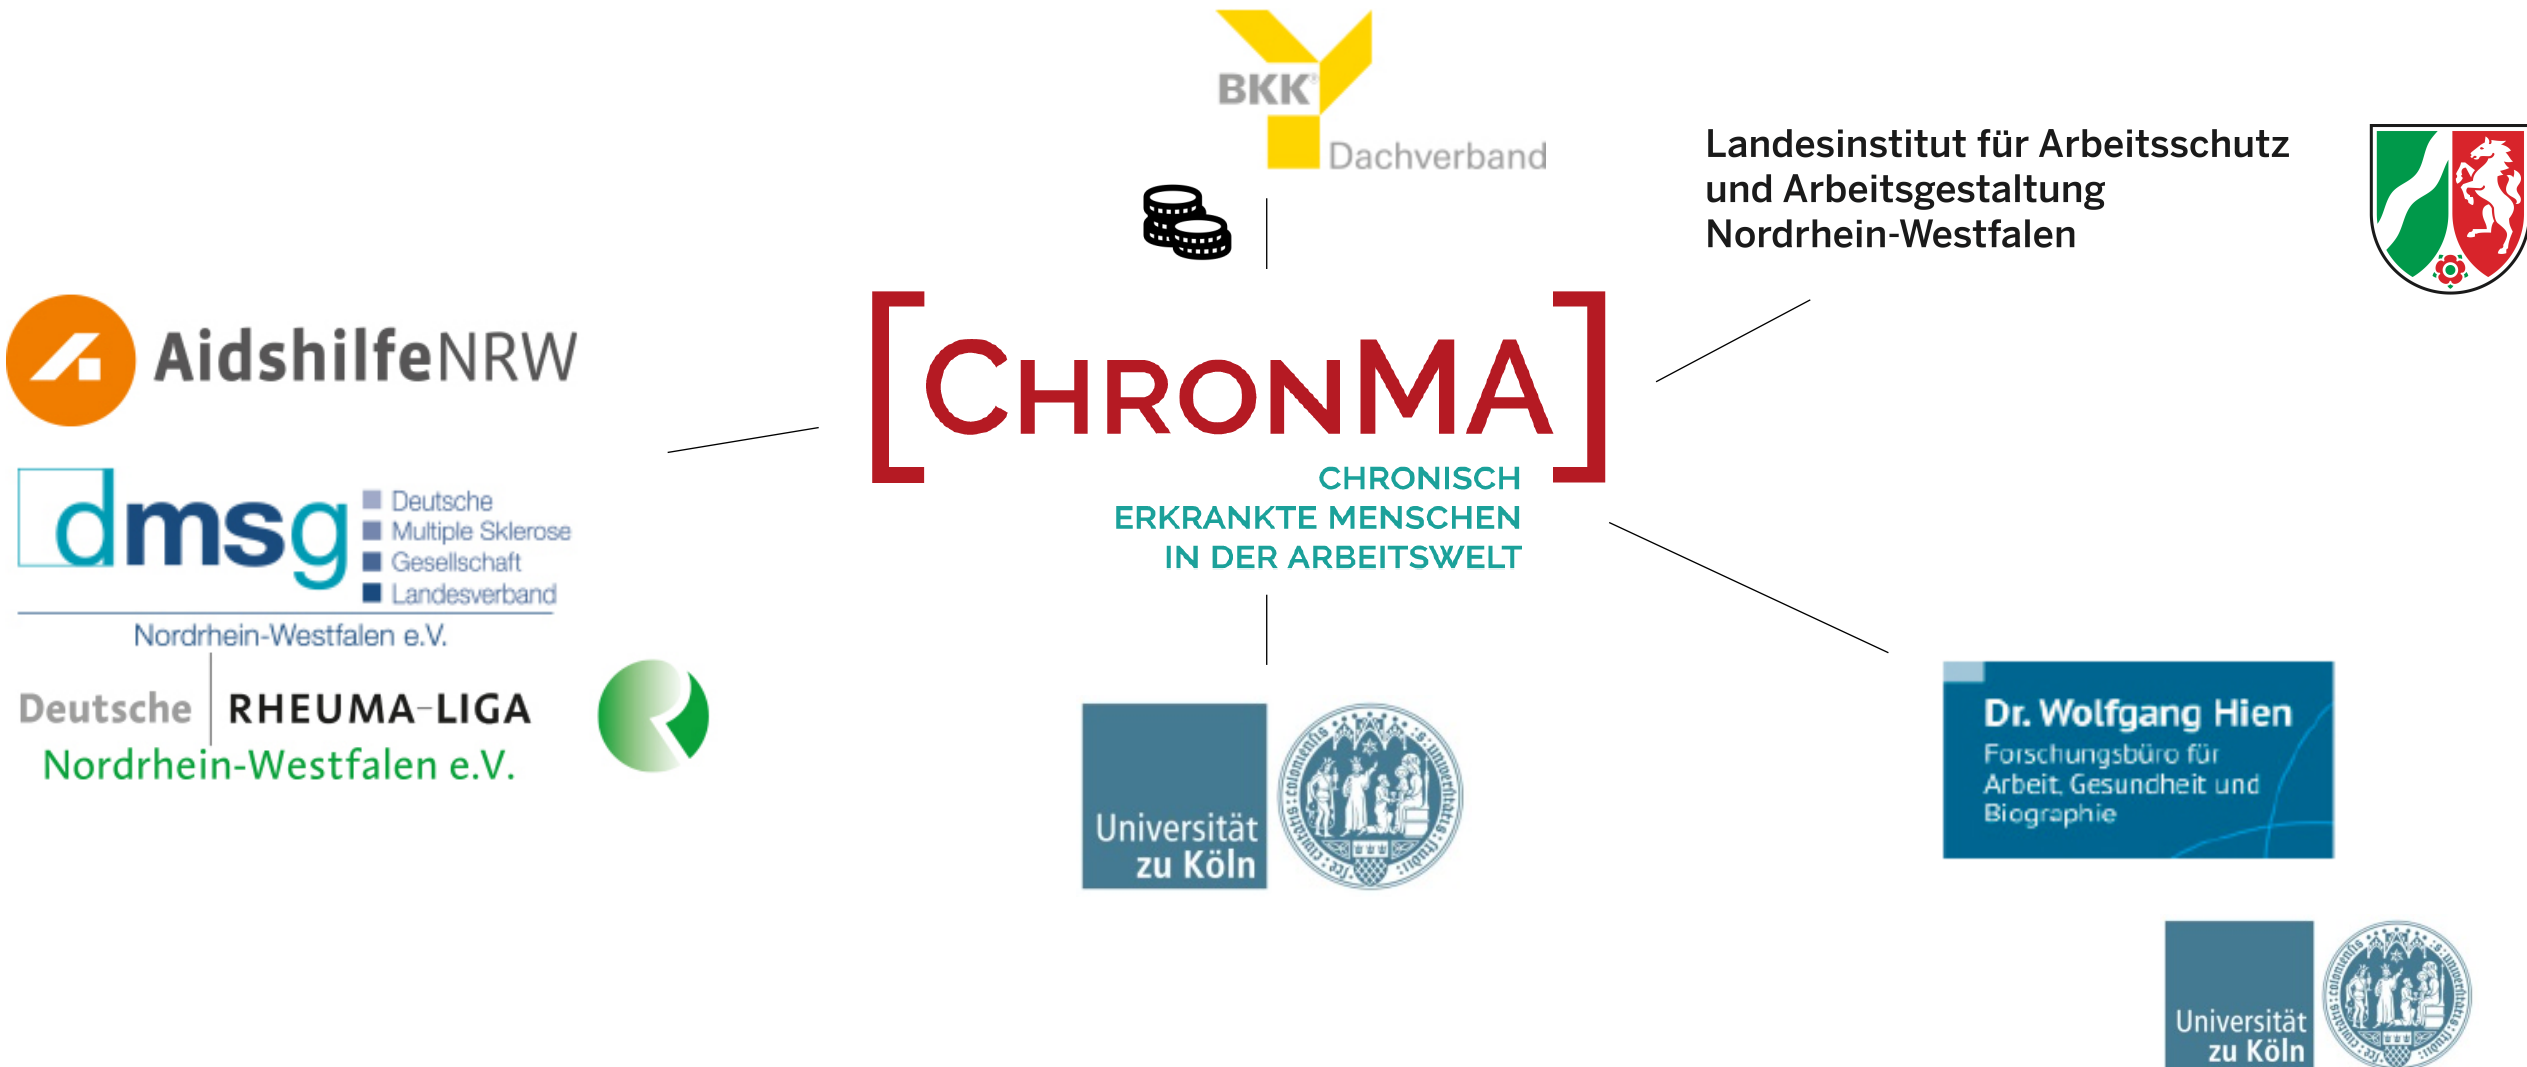 BKK
Dachverband
Landesinstitut für Arbeitsschutz
und Arbeitsgestaltung
Nordrhein-Westfalen
AidshilfeNRW
[CHRONMA]
CHRONISCH
ERKRANKTE MENSCHEN
IN DER ARBEITSWELT
dmsg
Deutsche
Multiple Sklerose
Gesellschaft
Landesverband
Nordrhein-Westfalen e.V.
Deutsche RHEUMA-LIGA
Nordrhein-Westfalen e.V.
Universität
zu Köln
Dr. Wolfgang Hien
Forschungsbüro für
Arbeit, Gesundheit und
Biographie
Universität
zu Köln